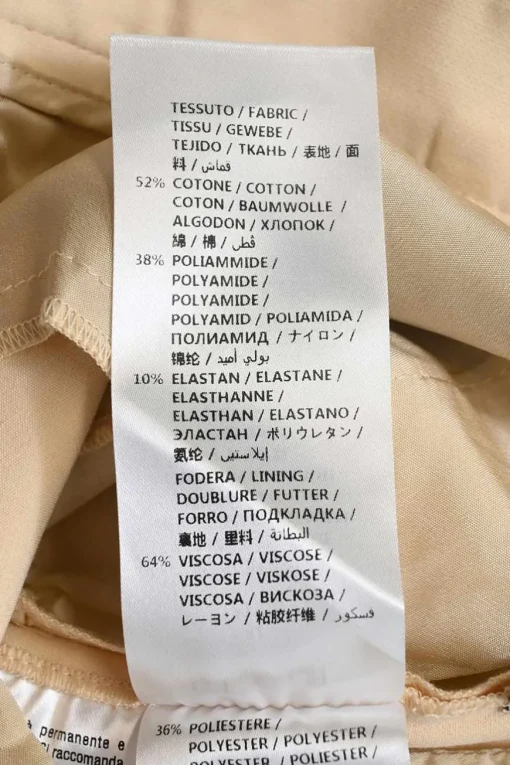 TESSUTO / FABRIC /
TISSU / GEWEBE /
TEJIDO / ТКАНЬ / 表地 / 面
料 / قماش
52% COTONE / COTTON /
COTON / BAUMWOLLE /
ALGODON / ХЛОПОК /
綿 / 棉 / قطن
38% POLIAMMIDE /
POLYAMIDE /
POLYAMIDE /
POLYAMID / POLIAMIDA /
ПОЛИАМИД / ナイロン /
锦纶 / بولي أميد
10% ELASTAN / ELASTANE /
ELASTHANNE /
ELASTHAN / ELASTANO /
ЭЛАСТАН / ポリウレタン /
氨纶 / إيلاستين
FODERA / LINING /
DOUBLURE / FUTTER /
FORRO / ПОДКЛАДКА /
裏地 / 里料 / البطانة
64% VISCOSA / VISCOSE /
VISCOSE / VISKOSE /
VISCOSA / ВИСКОЗА /
レーヨン / 粘胶纤维 / فسكور
36% POLIESTERE /
POLYESTER / POLYESTER /
POLYESTER / POLIESTER /
permanente e
raccomanda